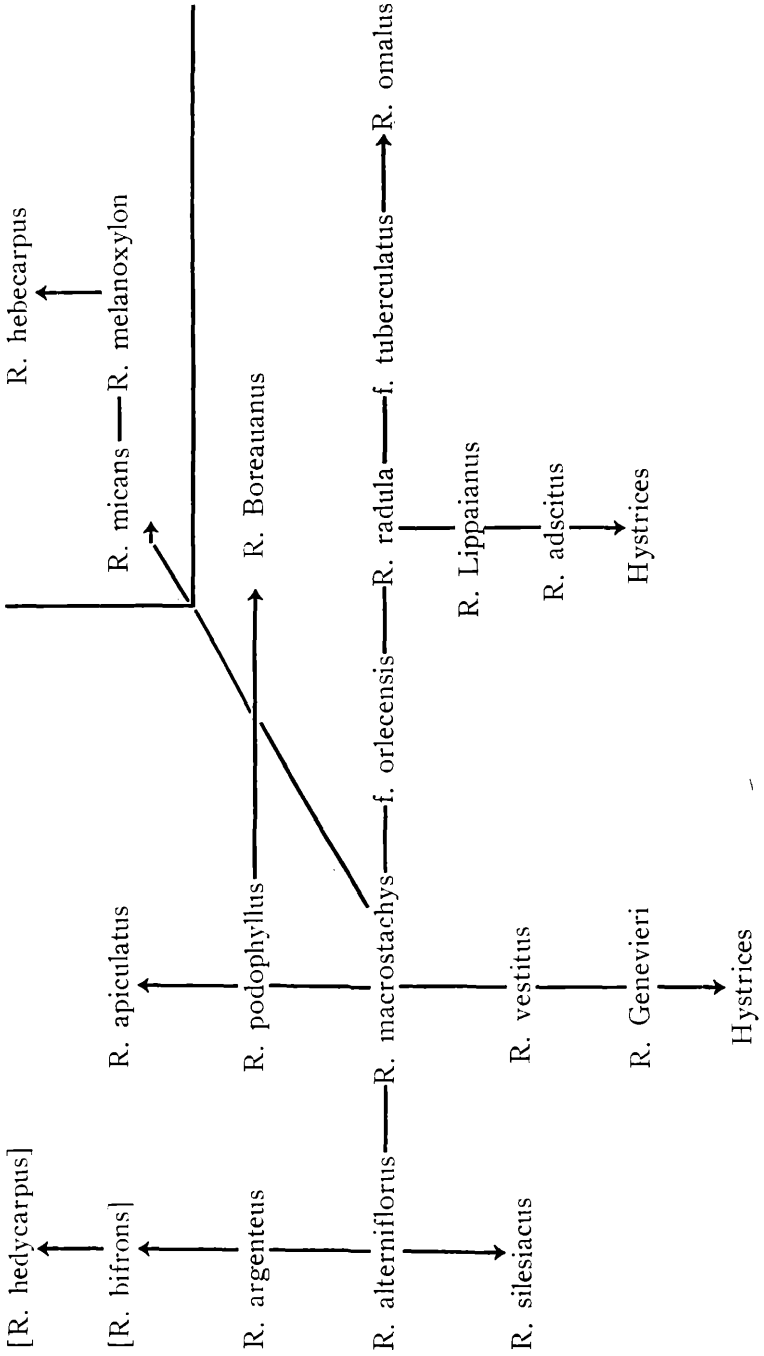 [R. hedycarpus]
R. hebecarpus
[R. bifrons]
R. apiculatus
R. micans
R. melanoxylon
R. argenteus
R. podophyllus
R. Boreauanus
R. alterniflorus
R. macrostachys
f. orlecensis
R. radula
f. tuberculatus
R. omalus
R. silesiacus
R. vestitus
R. Lippaianus
R. Genevieri
R. adscitus
Hystrices
Hystrices